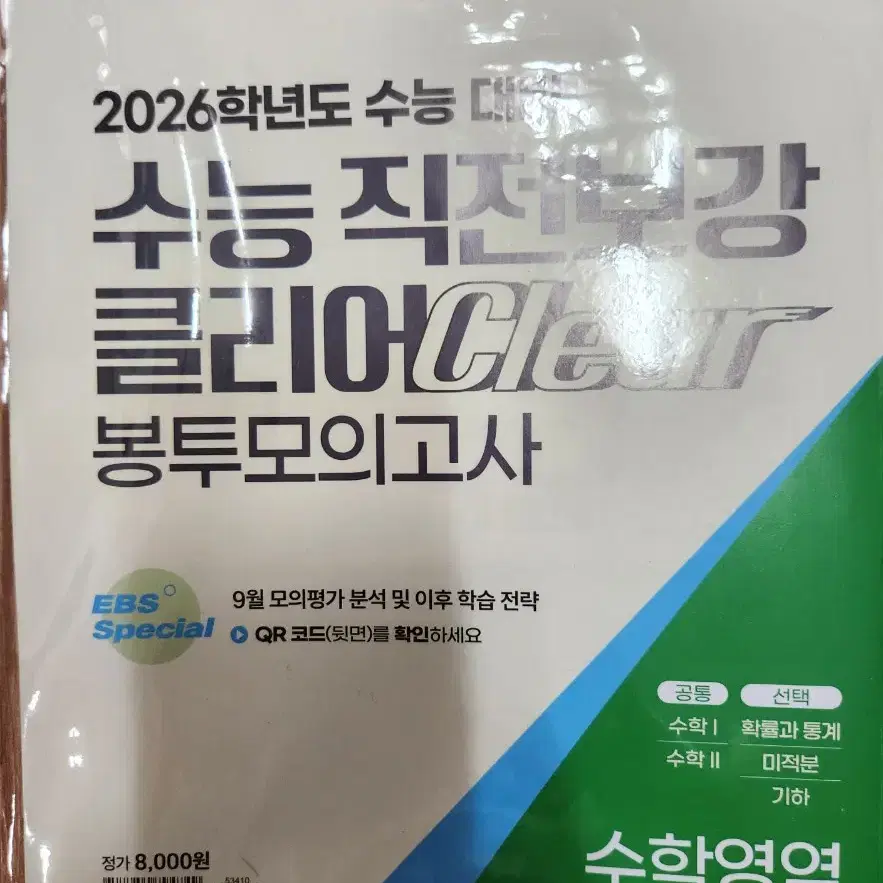 2026학년도 수능 대비
수능 직전보강
클리어Clear
봉투모의고사
EBS
Special
9월 모의평가 분석 및 이후 학습 전략
QR 코드(뒷면)를 확인하세요
공통 선택
수학Ⅰ 확률과 통계
수학Ⅱ 미적분
기하
수학영역
정가 8,000원
53410